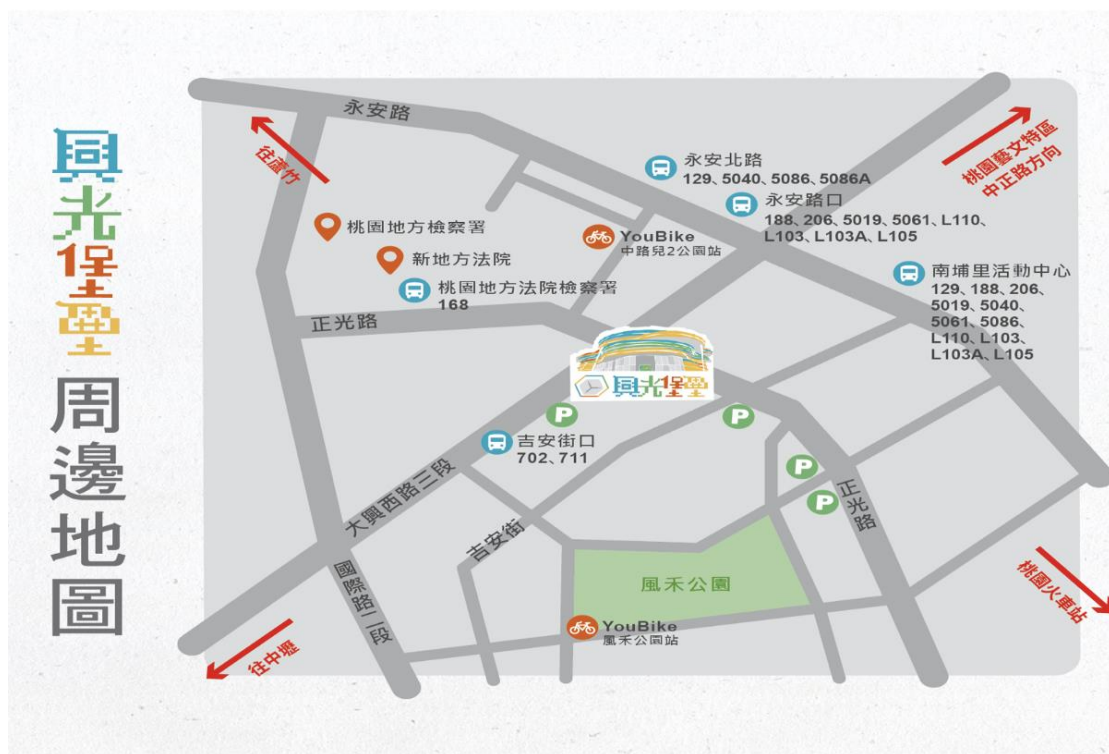 興光堡壘周邊地圖
永安路
往蘆竹
永安北路
129、5040、5086、5086A
桃園藝文特區
中正路方向
永安路口
188、206、5019、5061、L110、
L103、L103A、L105
桃園地方檢察署
YouBike
中路兒2公園站
新地方法院
桃園地方法院檢察署
168
南埔里活動中心
129、188、206、
5019、5040、
5061、5086、
L110、L103、
L103A、L105
正光路
興光堡壘
P
P
吉安街口
702、711
P
P
大興西路三段
正光路
吉安街
國際路二段
風禾公園
桃園火車站
YouBike
風禾公園站
往中壢